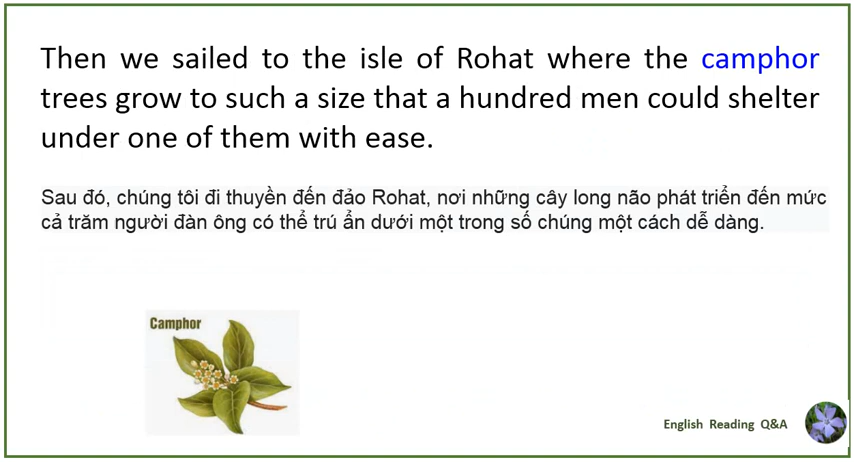 Then we sailed to the isle of Rohat where the camphor
trees grow to such a size that a hundred men could shelter
under one of them with ease.
Sau đó, chúng tôi đi thuyền đến đảo Rohat, nơi những cây long não phát triển đến mức
cả trăm người đàn ông có thể trú ẩn dưới một trong số chúng một cách dễ dàng.
Camphor
English Reading Q&A